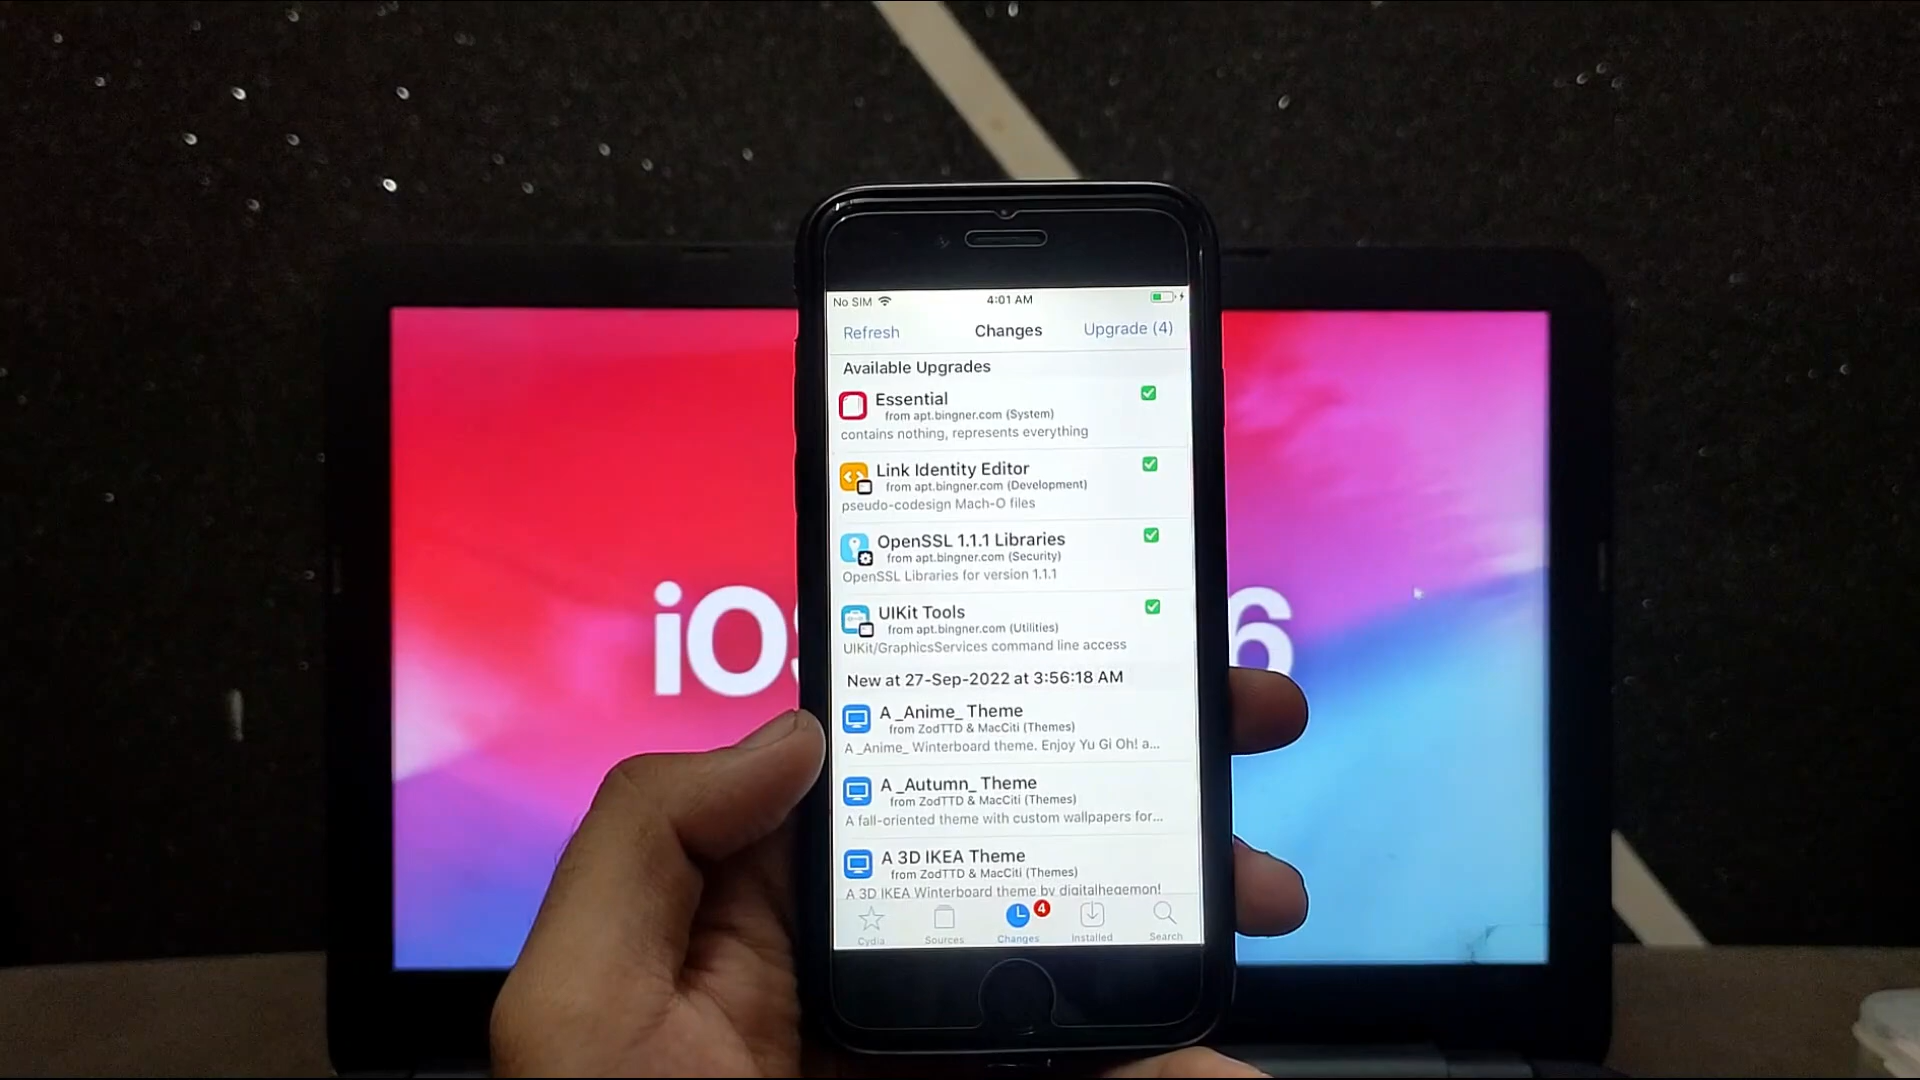 No SIM 4:01 AM
Refresh Changes Upgrade (4)
Available Upgrades
Essential
from apt.bingner.com (System)
contains nothing, represents everything
Link Identity Editor
from apt.bingner.com (Development)
pseudo-codesign Mach-O files
OpenSSL 1.1.1 Libraries
from apt.bingner.com (Security)
OpenSSL Libraries for version 1.1.1
UIKit Tools
from apt.bingner.com (Utilities)
UIKit/GraphicsServices command line access
New at 27-Sep-2022 at 3:56:18 AM
A _Anime_ Theme
from ZodTTD & MacCiti (Themes)
A _Anime_ Winterboard theme. Enjoy Yu Gi Oh! a...
A _Autumn_ Theme
from ZodTTD & MacCiti (Themes)
A fall-oriented theme with custom wallpapers for...
A 3D IKEA Theme
from ZodTTD & MacCiti (Themes)
A 3D IKEA Winterboard theme by digitalhegemon!
4
Cydia Sources Changes Installed Search
iO 6